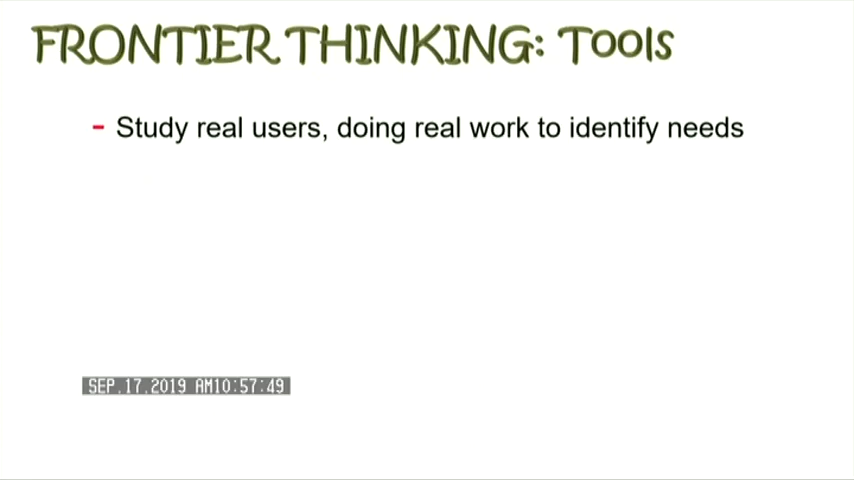 FRONTIER THINKING: Tools
- Study real users, doing real work to identify needs
SEP.17.2019 AM10:57:49